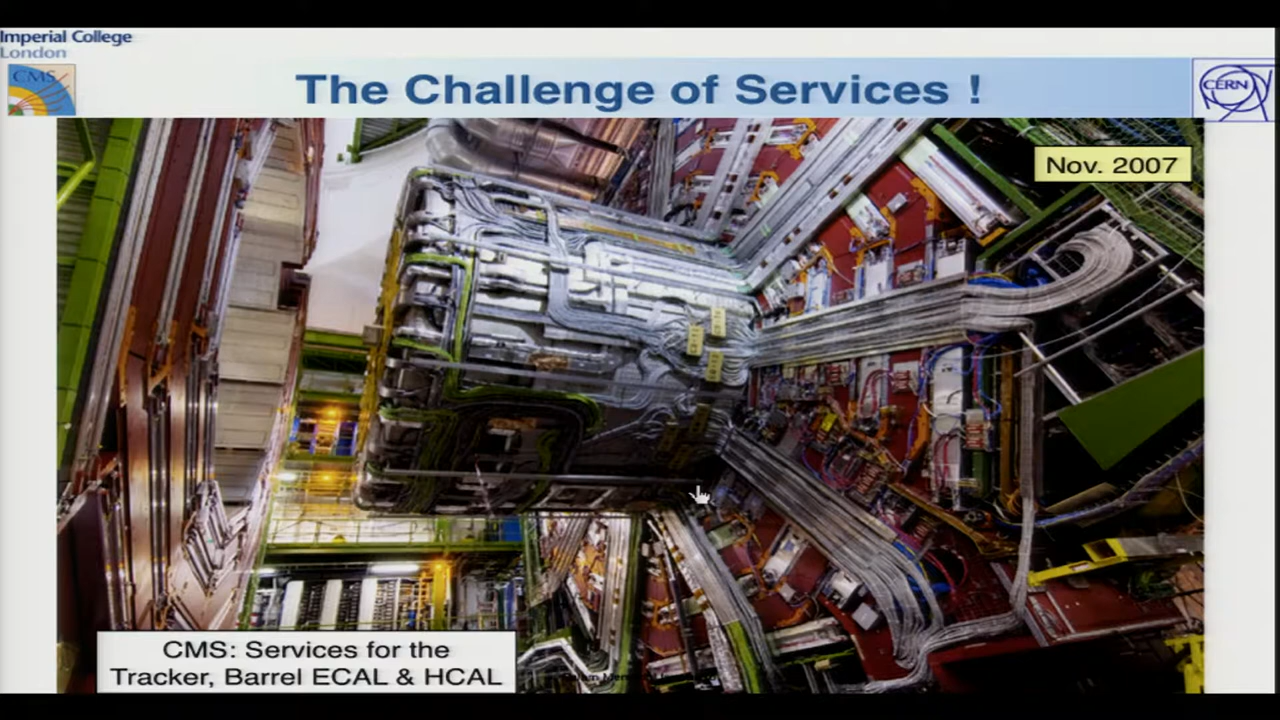 Imperial College
London
CMS
The Challenge of Services !
CERN
Nov. 2007
CMS: Services for the
Tracker, Barrel ECAL & HCAL